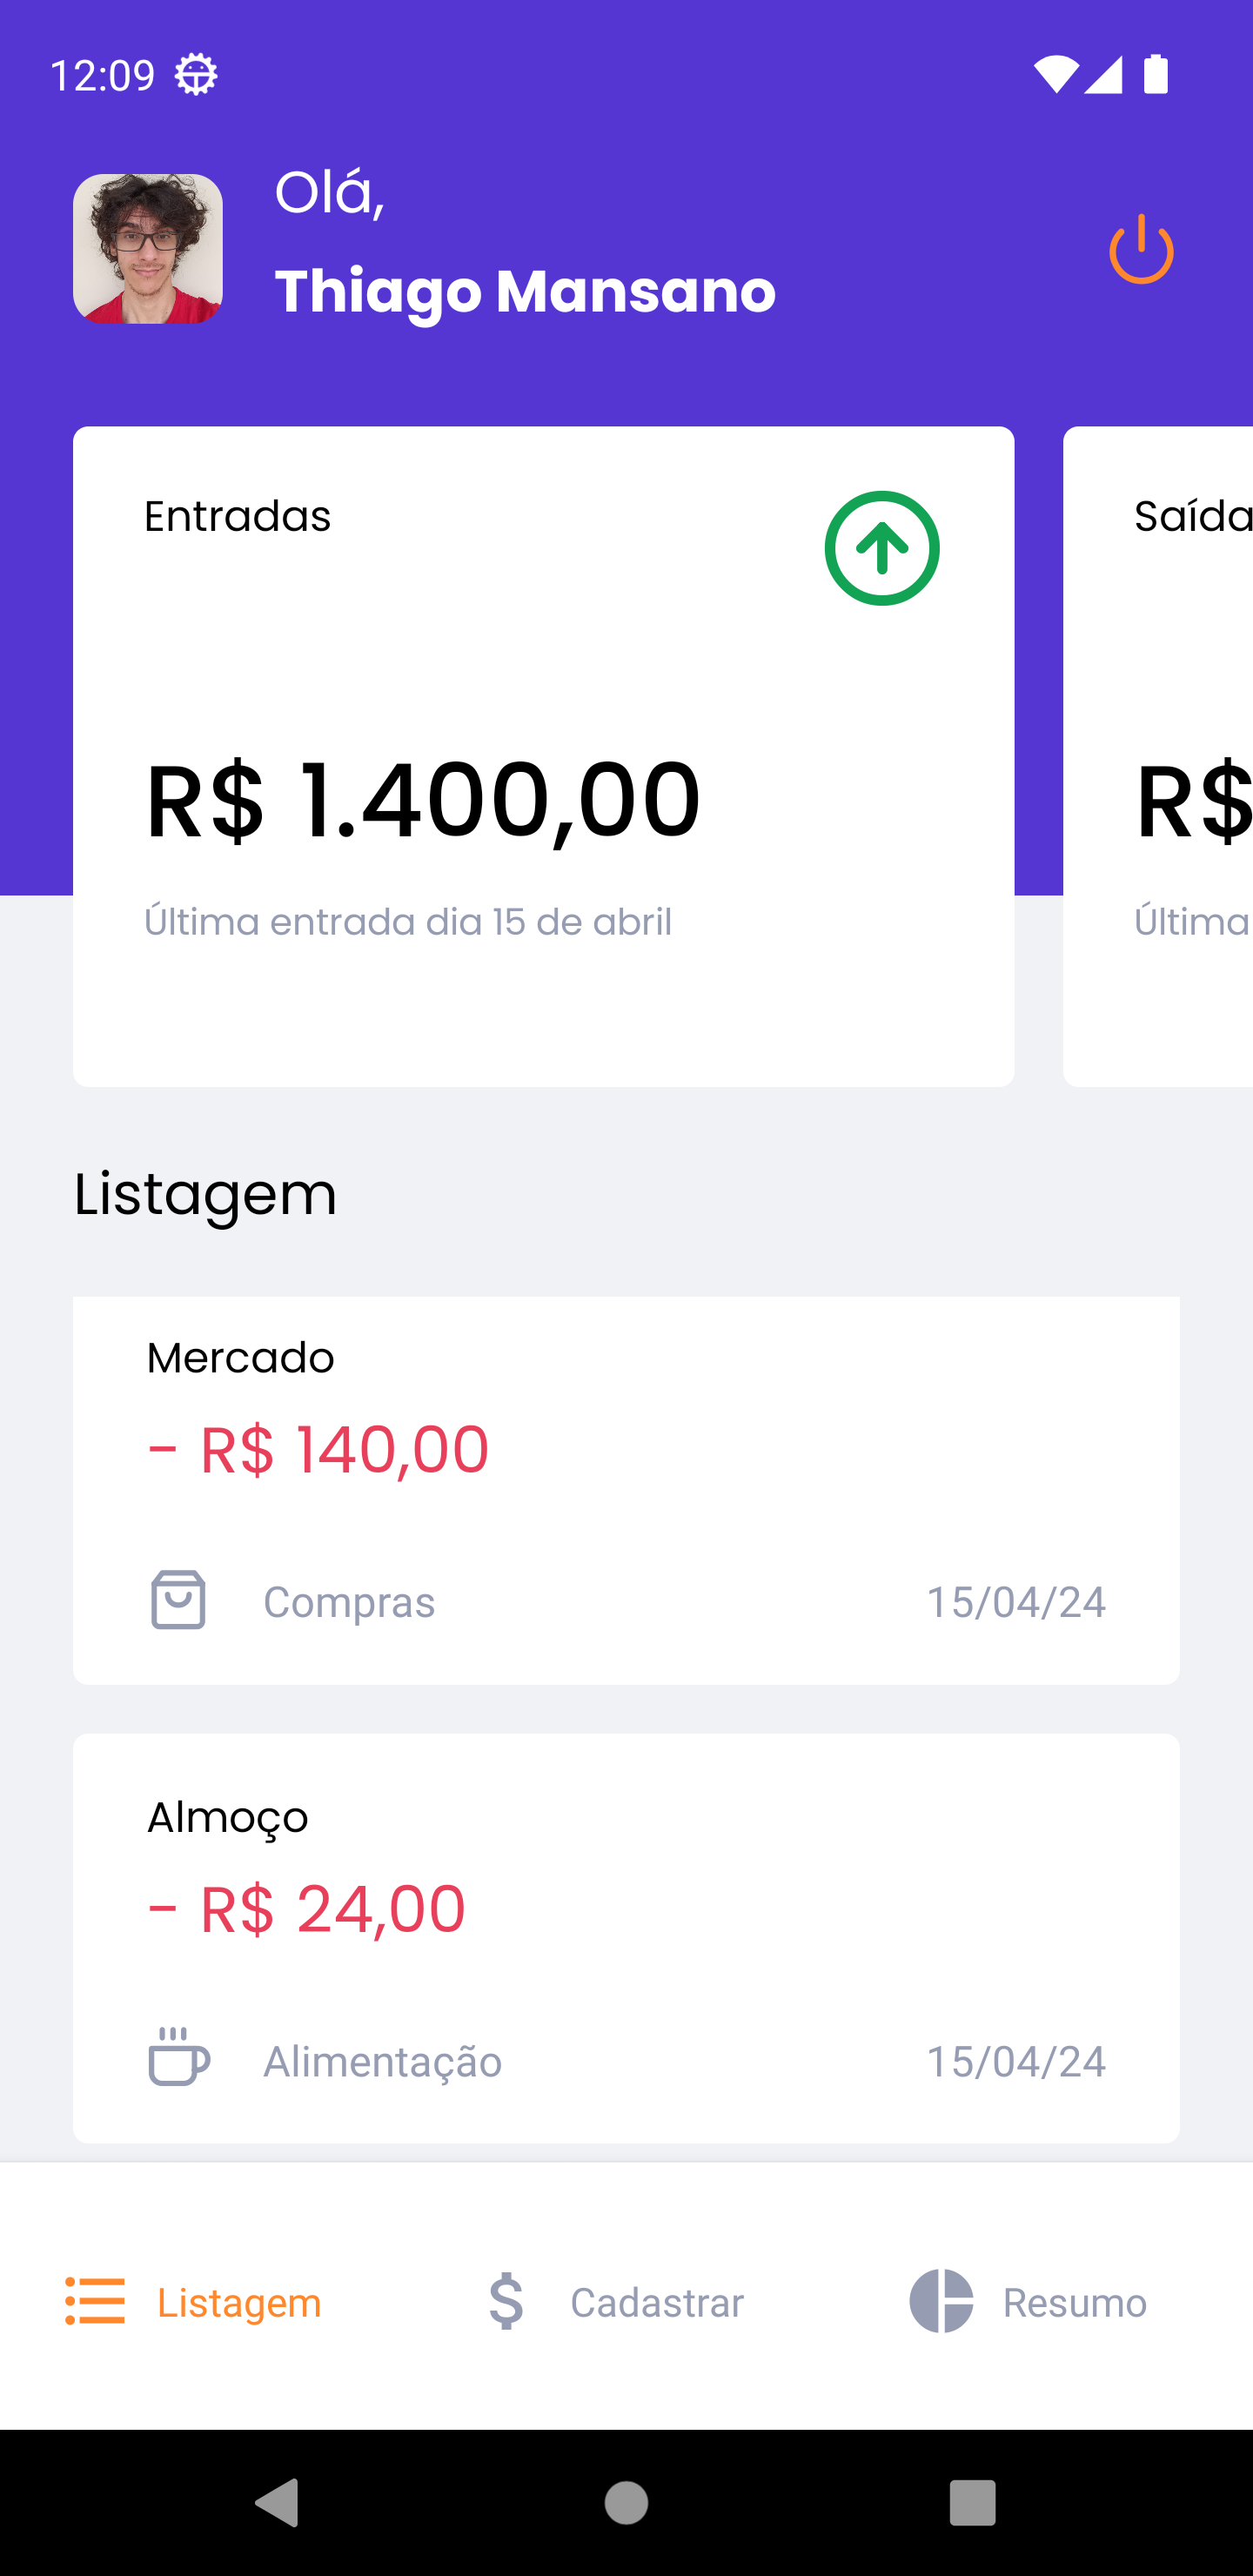 12:09
Olá,
Thiago Mansano
Entradas
R$ 1.400,00
Última entrada dia 15 de abril
Saída
R$
Última
Listagem
Mercado
- R$ 140,00
Compras 15/04/24
Almoço
- R$ 24,00
Alimentação 15/04/24
Listagem Cadastrar Resumo